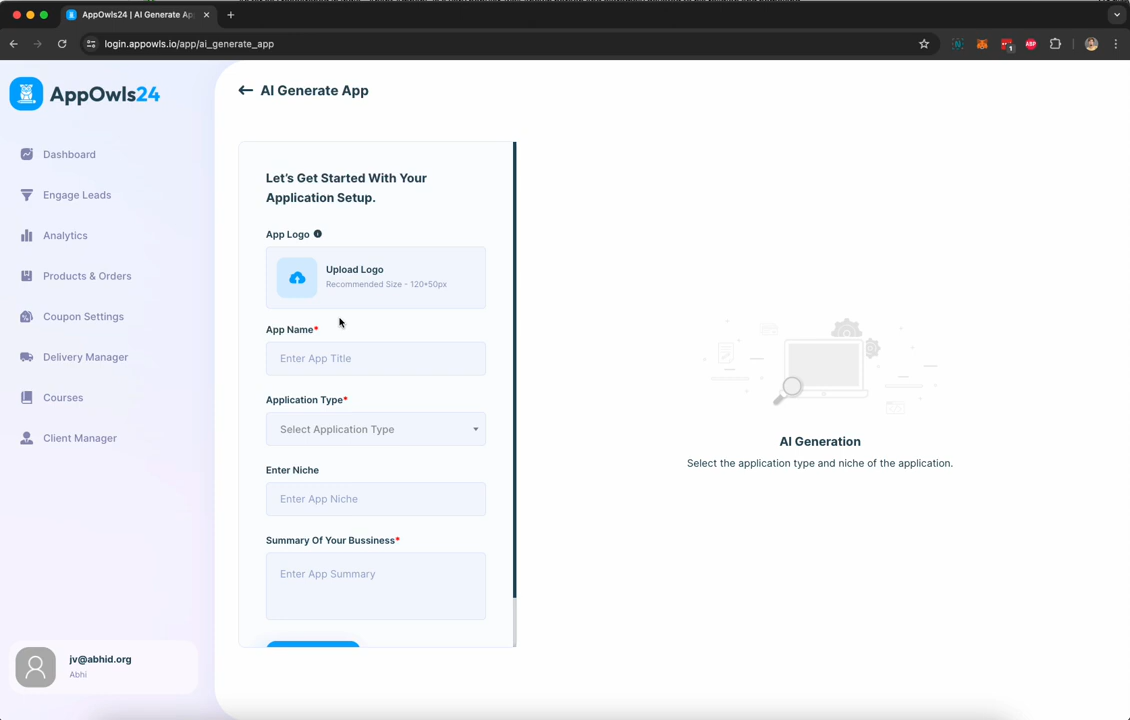 AppOwls24 | AI Generate Ap
login.appowls.io/app/ai_generate_app
1
ABP
AppOwls24
Dashboard
Engage Leads
Analytics
Products & Orders
Coupon Settings
Delivery Manager
Courses
Client Manager
jv@abhid.org
Abhi
AI Generate App
Let's Get Started With Your
Application Setup.
App Logo
Upload Logo
Recommended Size - 120*50px
App Name*
Enter App Title
Application Type*
Select Application Type
Enter Niche
Enter App Niche
Summary Of Your Bussiness*
Enter App Summary
AI Generation
Select the application type and niche of the application.